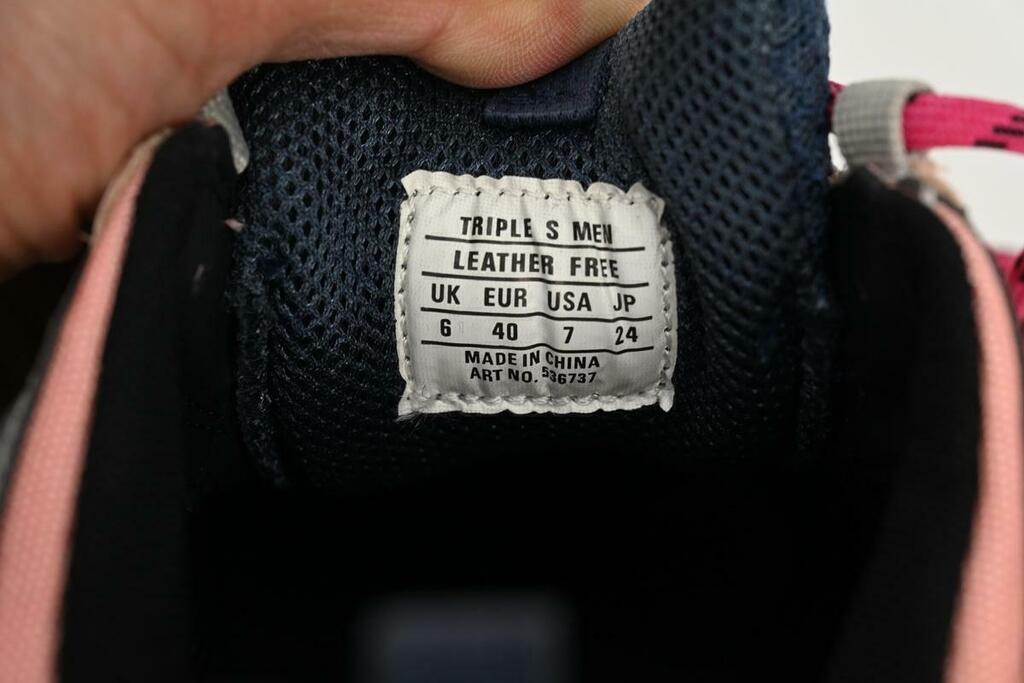 TRIPLE S MEN
LEATHER FREE
UK EUR USA JP
6 40 7 24
MADE IN CHINA
ART NO. 536737